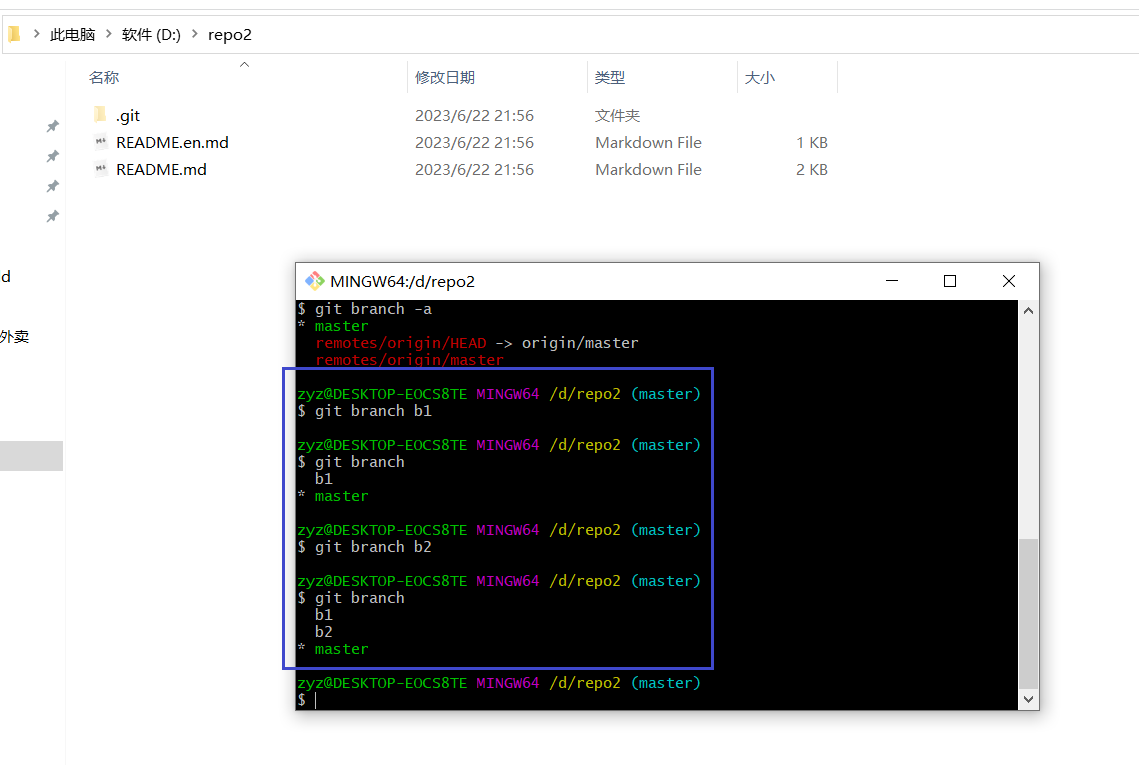 此电脑 软件 (D:) repo2
名称 修改日期 类型 大小
.git 2023/6/22 21:56 文件夹
README.en.md 2023/6/22 21:56 Markdown File 1 KB
README.md 2023/6/22 21:56 Markdown File 2 KB
d
外卖
MINGW64:/d/repo2
$ git branch -a
* master
remotes/origin/HEAD -> origin/master
remotes/origin/master
zyz@DESKTOP-EOCS8TE MINGW64 /d/repo2 (master)
$ git branch b1
zyz@DESKTOP-EOCS8TE MINGW64 /d/repo2 (master)
$ git branch
b1
* master
zyz@DESKTOP-EOCS8TE MINGW64 /d/repo2 (master)
$ git branch b2
zyz@DESKTOP-EOCS8TE MINGW64 /d/repo2 (master)
$ git branch
b1
b2
* master
zyz@DESKTOP-EOCS8TE MINGW64 /d/repo2 (master)
$